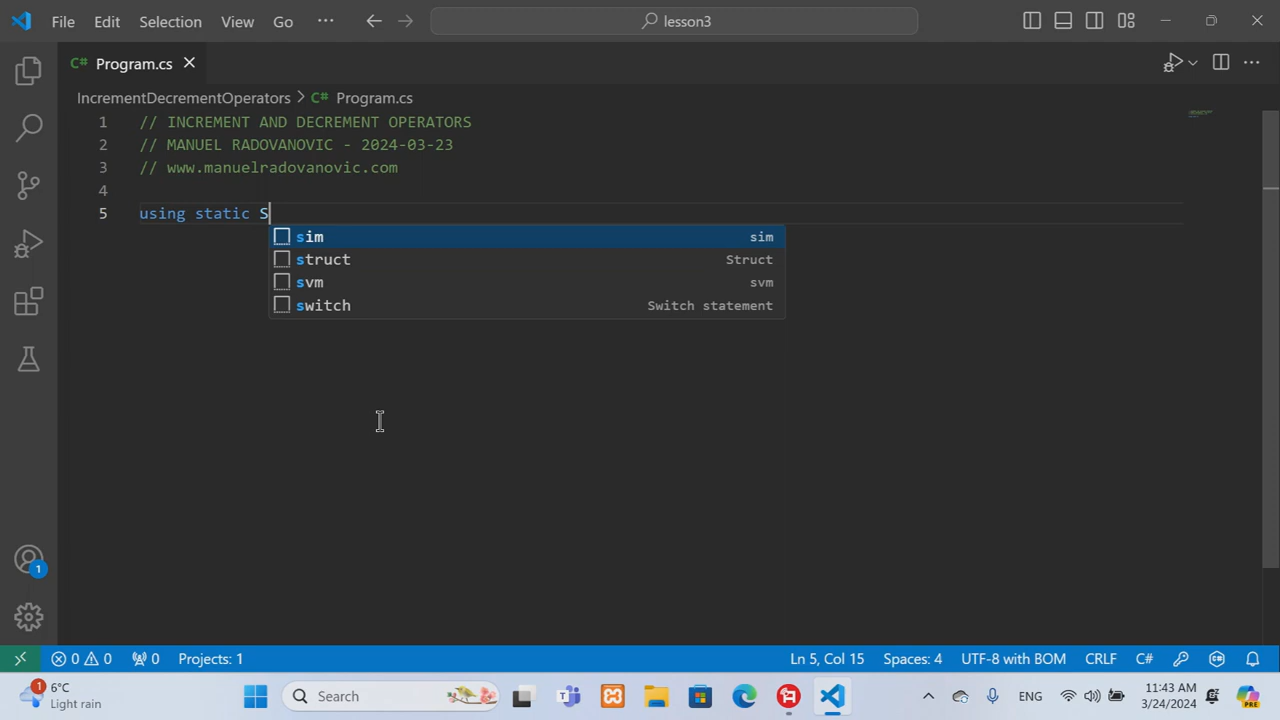 File Edit Selection View Go ··· lesson3
Program.cs
IncrementDecrementOperators > Program.cs
1 // INCREMENT AND DECREMENT OPERATORS
2 // MANUEL RADOVANOVIC - 2024-03-23
3 // www.manuelradovanovic.com
4
5 using static S
sim sim
struct Struct
svm svm
switch Switch statement
1
0 0 0 Projects: 1 Ln 5, Col 15 Spaces: 4 UTF-8 with BOM CRLF C#
1 6°C Light rain Search ENG 11:43 AM 3/24/2024 PRE